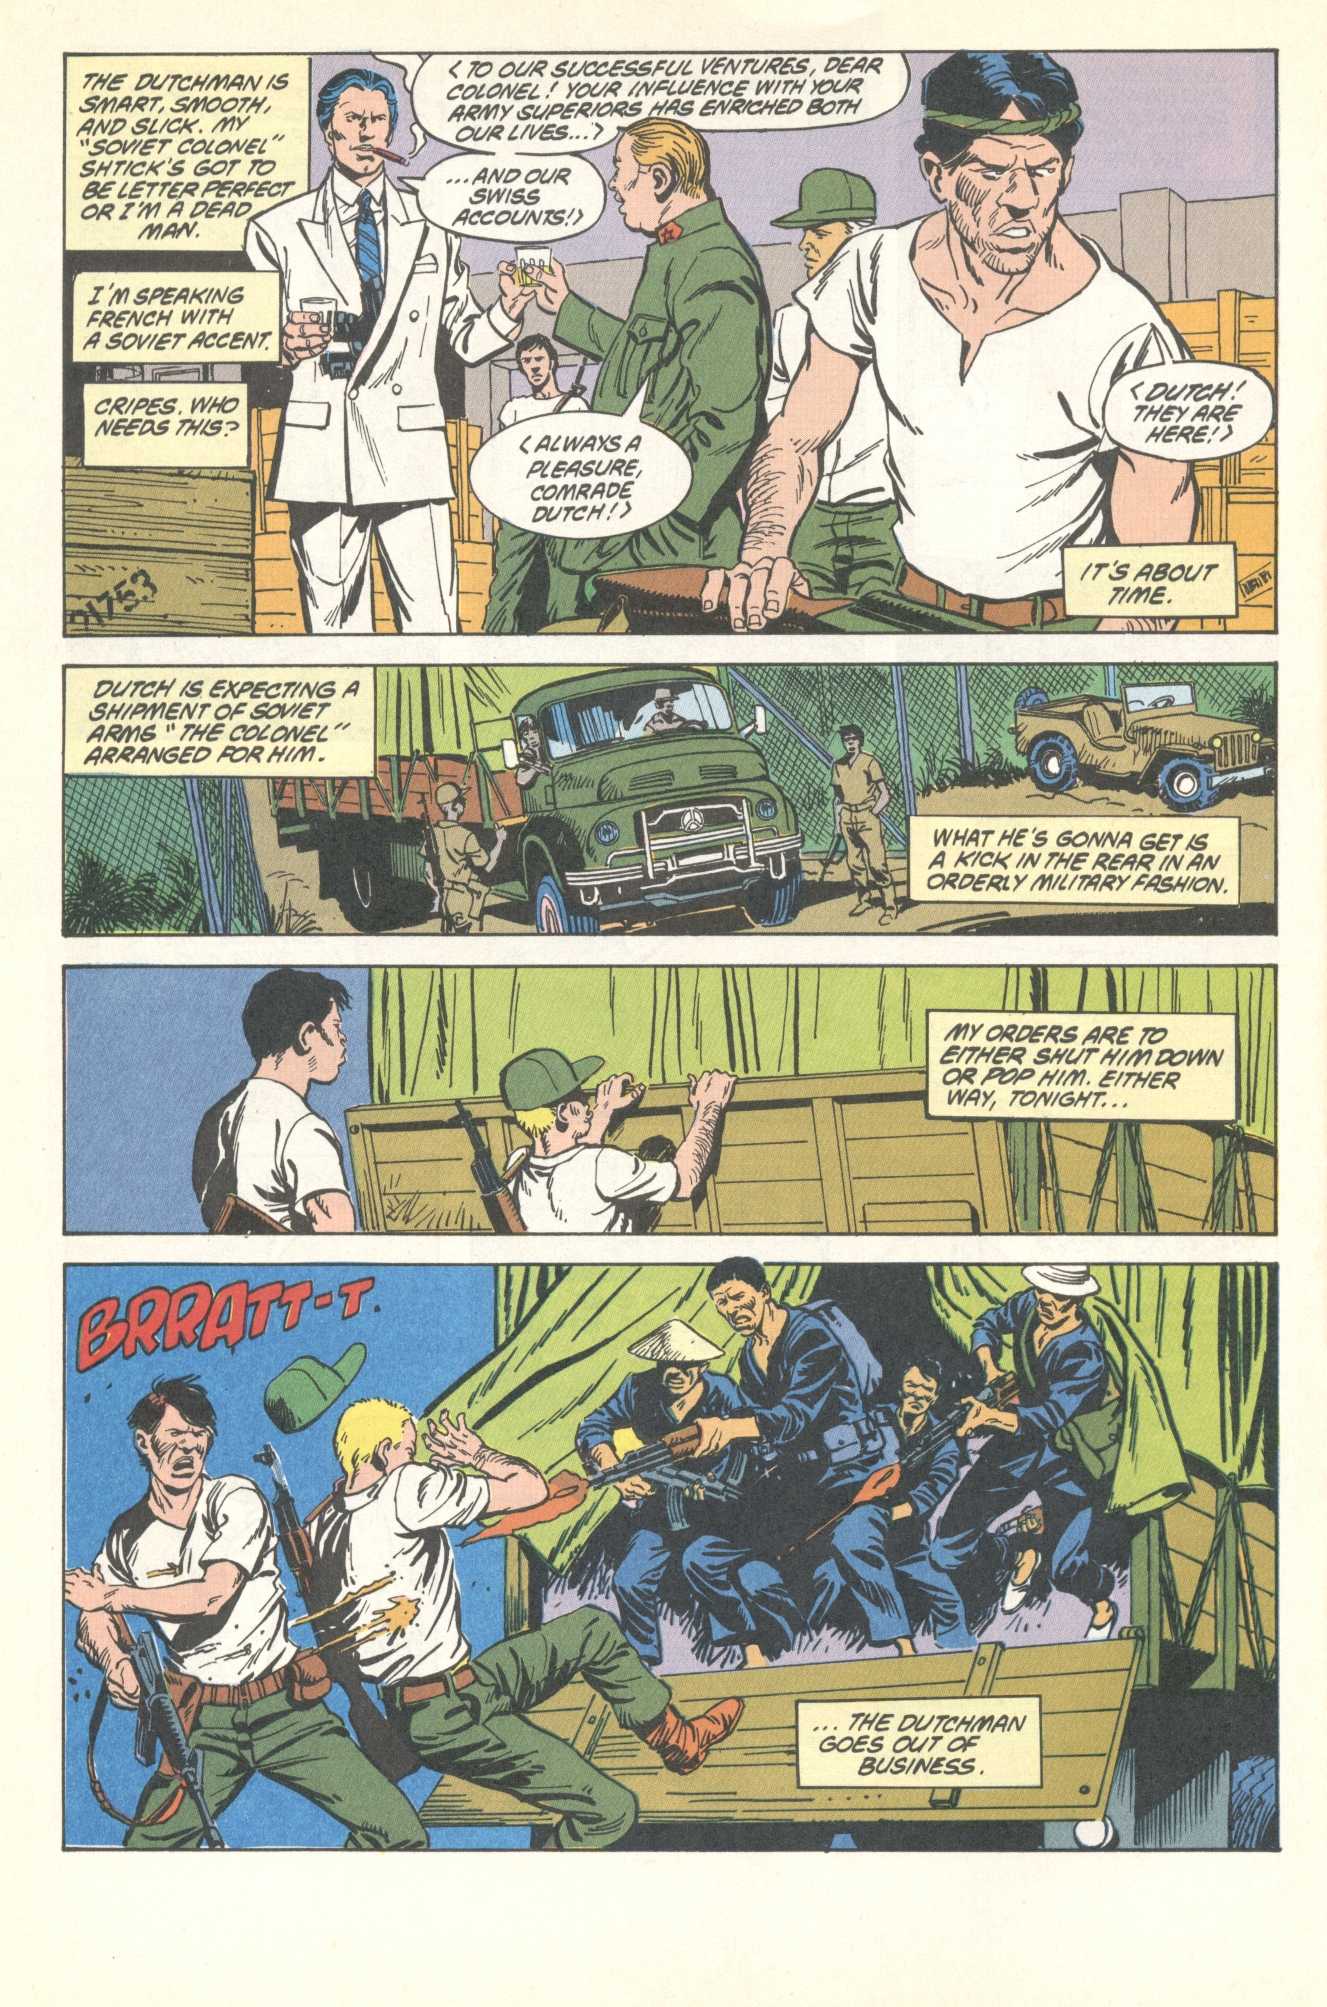 THE DUTCHMAN IS
SMART, SMOOTH,
AND SLICK. MY
"SOVIET COLONEL"
SHTICK'S GOT TO
BE LETTER PERFECT
OR I'M A DEAD
MAN.
I'M SPEAKING
FRENCH WITH
A SOVIET ACCENT.
CRIPES. WHO
NEEDS THIS?
< TO OUR SUCCESSFUL VENTURES, DEAR
COLONEL! YOUR INFLUENCE WITH YOUR
ARMY SUPERIORS HAS ENRICHED BOTH
OUR LIVES...>
...AND OUR
SWISS
ACCOUNTS!>
< ALWAYS A
PLEASURE,
COMRADE
DUTCH!>
< DUTCH!
THEY ARE
HERE!>
IT'S ABOUT
TIME.
71753
DUTCH IS EXPECTING A
SHIPMENT OF SOVIET
ARMS "THE COLONEL"
ARRANGED FOR HIM.
WHAT HE'S GONNA GET IS
A KICK IN THE REAR IN AN
ORDERLY MILITARY FASHION.
MY ORDERS ARE TO
EITHER SHUT HIM DOWN
OR POP HIM. EITHER
WAY, TONIGHT...
BRRATT-T.
... THE DUTCHMAN
GOES OUT OF
BUSINESS.